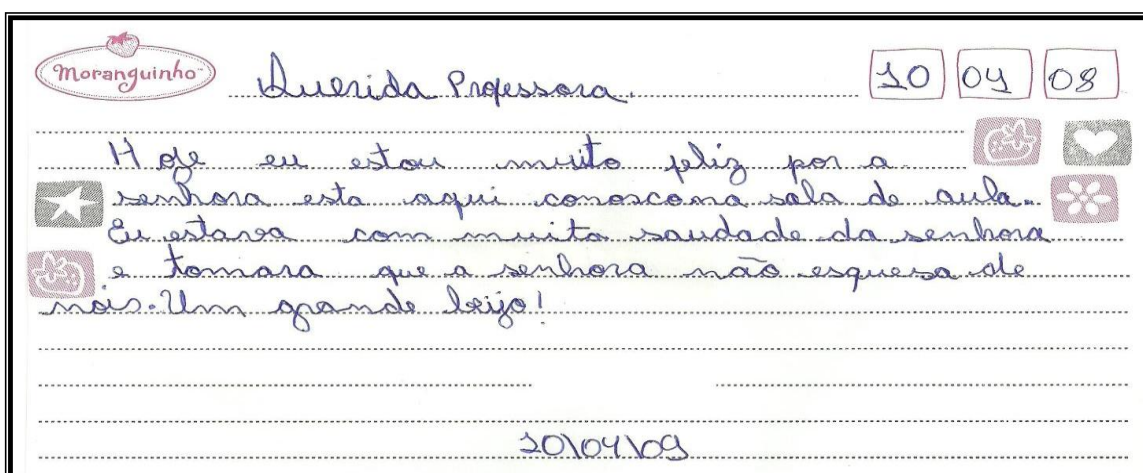 Moranguinho
Querida Professora.
10 04 08
Hoje eu estou muito feliz por a
senhora esta aqui conoscona sala de aula.
Eu estava com muita saudade da senhora
e tomara que a senhora não esquesa de
nóis. Um grande beijo!
10\04\09